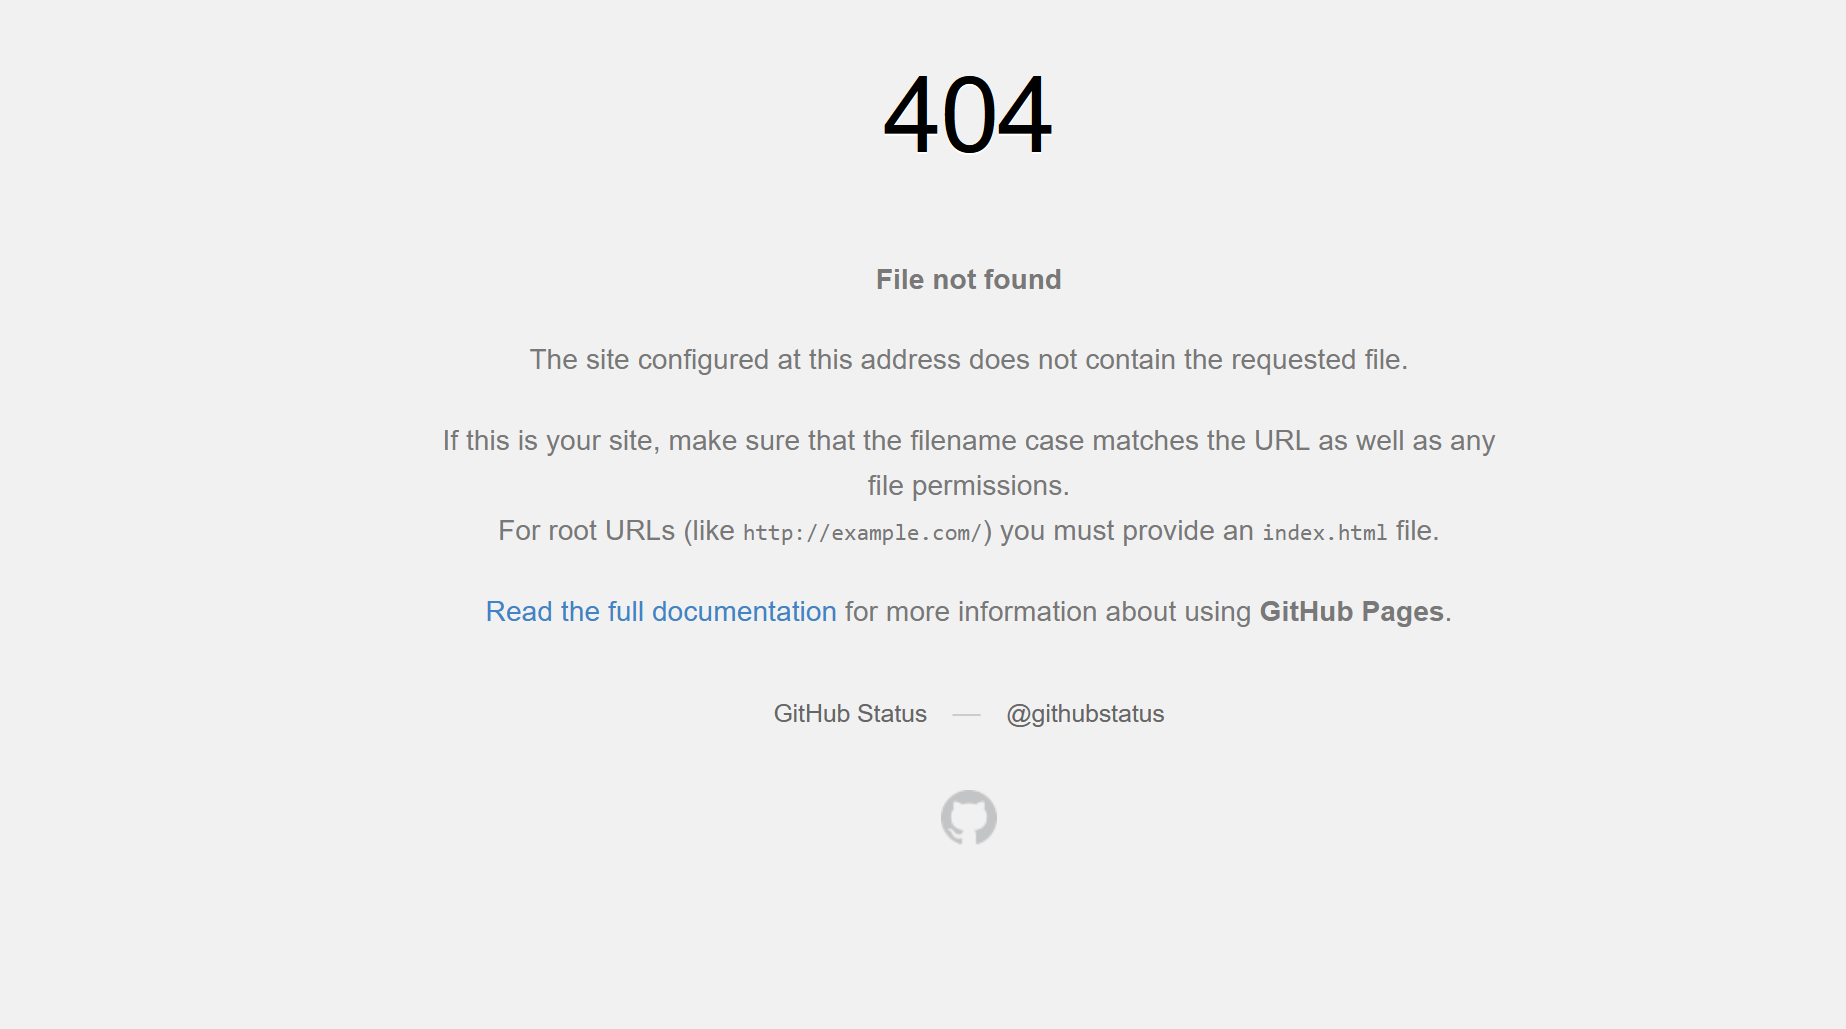 404
File not found
The site configured at this address does not contain the requested file.
If this is your site, make sure that the filename case matches the URL as well as any
file permissions.
For root URLs (like http://example.com/) you must provide an index.html file.
Read the full documentation for more information about using GitHub Pages.
GitHub Status — @githubstatus